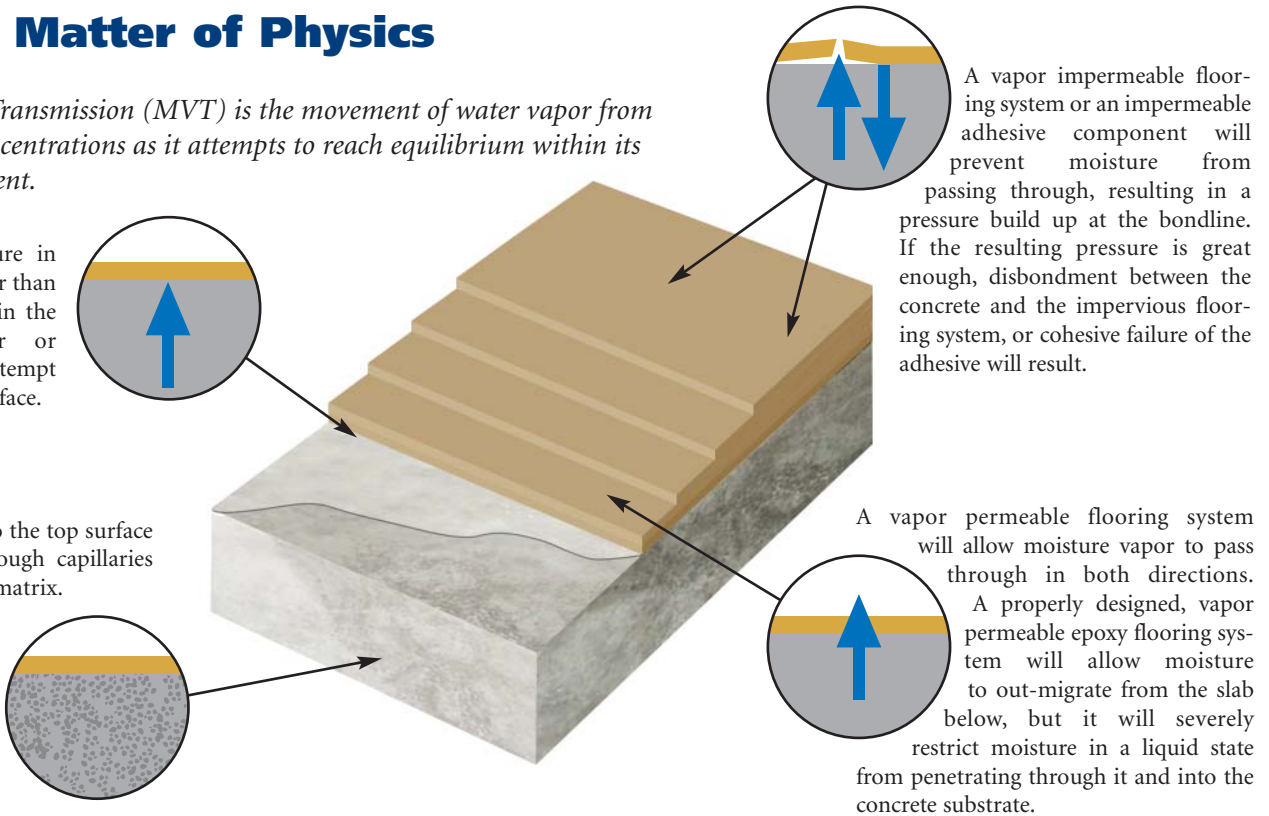 Matter of Physics
Transmission (MVT) is the movement of water vapor from
centrations as it attempts to reach equilibrium within its
ent.
ure in
r than
in the
r or
tempt
face.
o the top surface
ough capillaries
matrix.
A vapor impermeable floor-
ing system or an impermeable
adhesive component will
prevent moisture from
passing through, resulting in a
pressure build up at the bondline.
If the resulting pressure is great
enough, disbondment between the
concrete and the impervious floor-
ing system, or cohesive failure of the
adhesive will result.
A vapor permeable flooring system
will allow moisture vapor to pass
through in both directions.
A properly designed, vapor
permeable epoxy flooring sys-
tem will allow moisture
to out-migrate from the slab
below, but it will severely
restrict moisture in a liquid state
from penetrating through it and into the
concrete substrate.